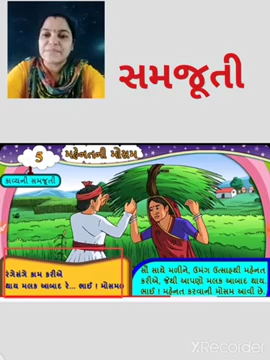 સમજૂતી
5 મહેનતની મોસમ
કાવ્યની સમજૂતી
રંગેસંગે કામ કરીએ
થાય મલક આબાદ રે... ભાઈ ! મોસમ
સૌ સાથે મળીને, ઉમંગ ઉત્સાહથી મહેનત
કરીએ, જેથી આપણો મલક આબાદ થાય.
ભાઈ ! મહેનત કરવાની મોસમ આવી છે.
XRecorder